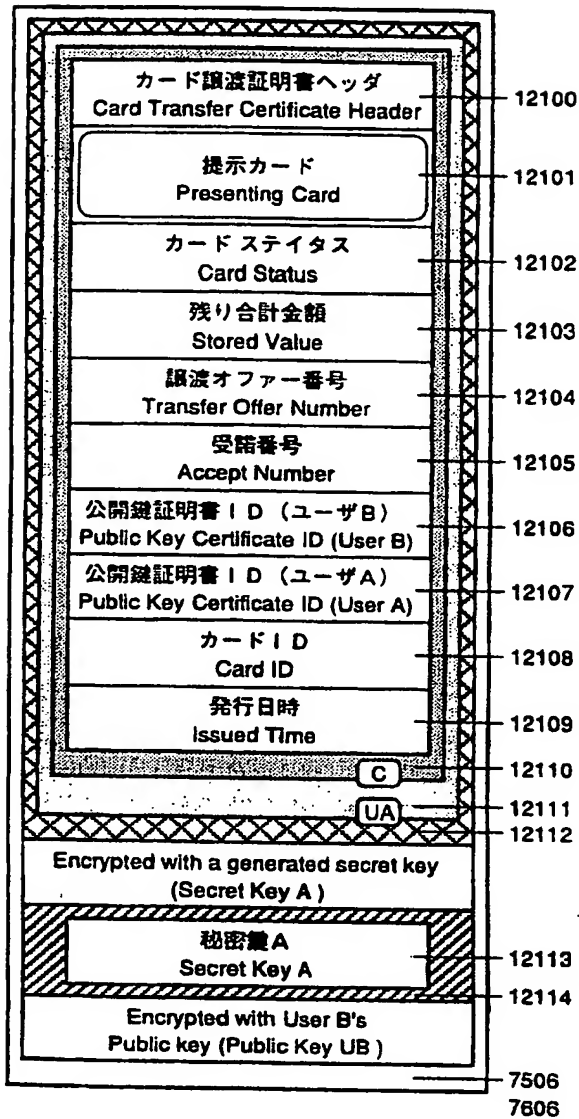 カード譲渡証明書ヘッダ
Card Transfer Certificate Header
12100
提示カード
Presenting Card
12101
カード ステイタス
Card Status
12102
残り合計金額
Stored Value
12103
譲渡オファー番号
Transfer Offer Number
12104
受諾番号
Accept Number
12105
公開鍵証明書ＩＤ（ユーザＢ）
Public Key Certificate ID (User B)
12106
公開鍵証明書ＩＤ（ユーザＡ）
Public Key Certificate ID (User A)
12107
カードＩＤ
Card ID
12108
発行日時
Issued Time
12109
C
12110
UA
12111
12112
Encrypted with a generated secret key
(Secret Key A )
秘密鍵A
Secret Key A
12113
12114
Encrypted with User B's
Public key (Public Key UB )
7506
7606